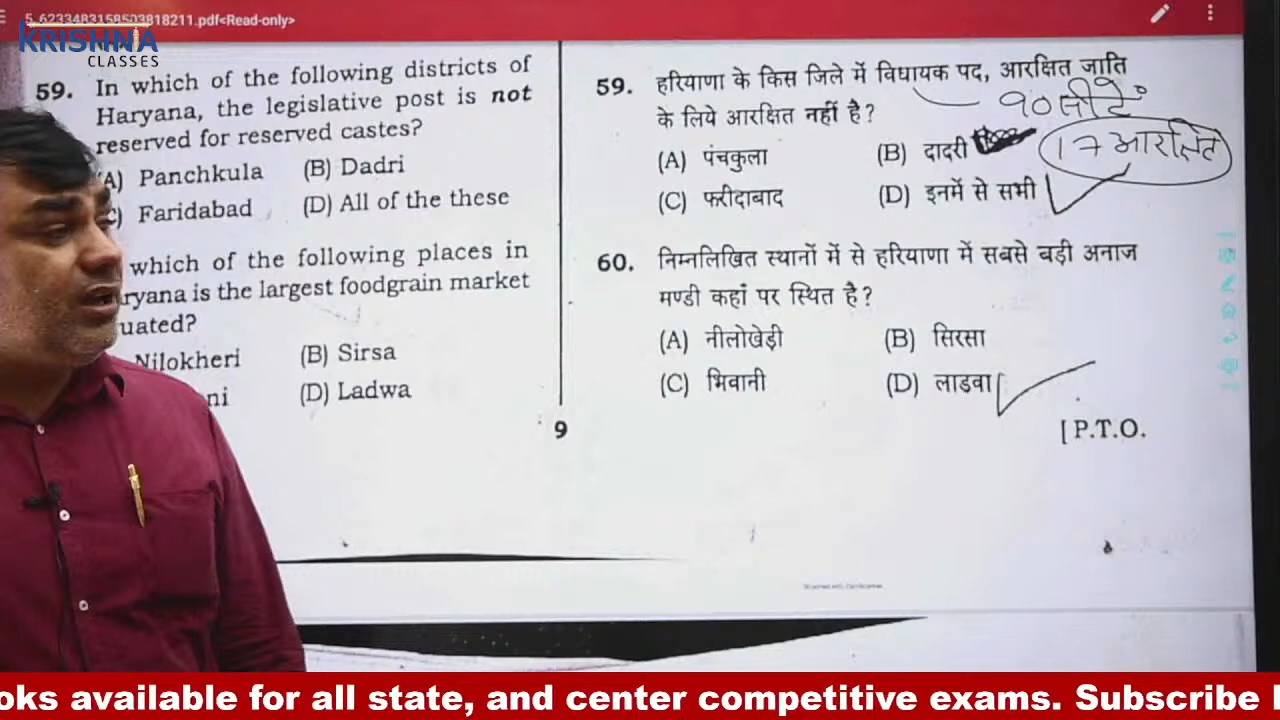 5_6233483158503818211.pdf<Read-only>
KRISHNA
CLASSES
59. In which of the following districts of
Haryana, the legislative post is not
reserved for reserved castes?
A) Panchkula (B) Dadri
) Faridabad (D) All of the these
which of the following places in
ryana is the largest foodgrain market
uated?
Nilokheri (B) Sirsa
ni (D) Ladwa
9
59. हरियाणा के किस जिले में विधायक पद, आरक्षित जाति
के लिये आरक्षित नहीं है?
90 सीटें
(A) पंचकुला (B) दादरी
17 आरक्षित
(C) फरीदाबाद (D) इनमें से सभी
60. निम्नलिखित स्थानों में से हरियाणा में सबसे बड़ी अनाज
मण्डी कहाँ पर स्थित है?
(A) नीलोखेड़ी (B) सिरसा
(C) भिवानी (D) लाडवा
[ P.T.O.
ooks available for all state, and center competitive exams. Subscribe